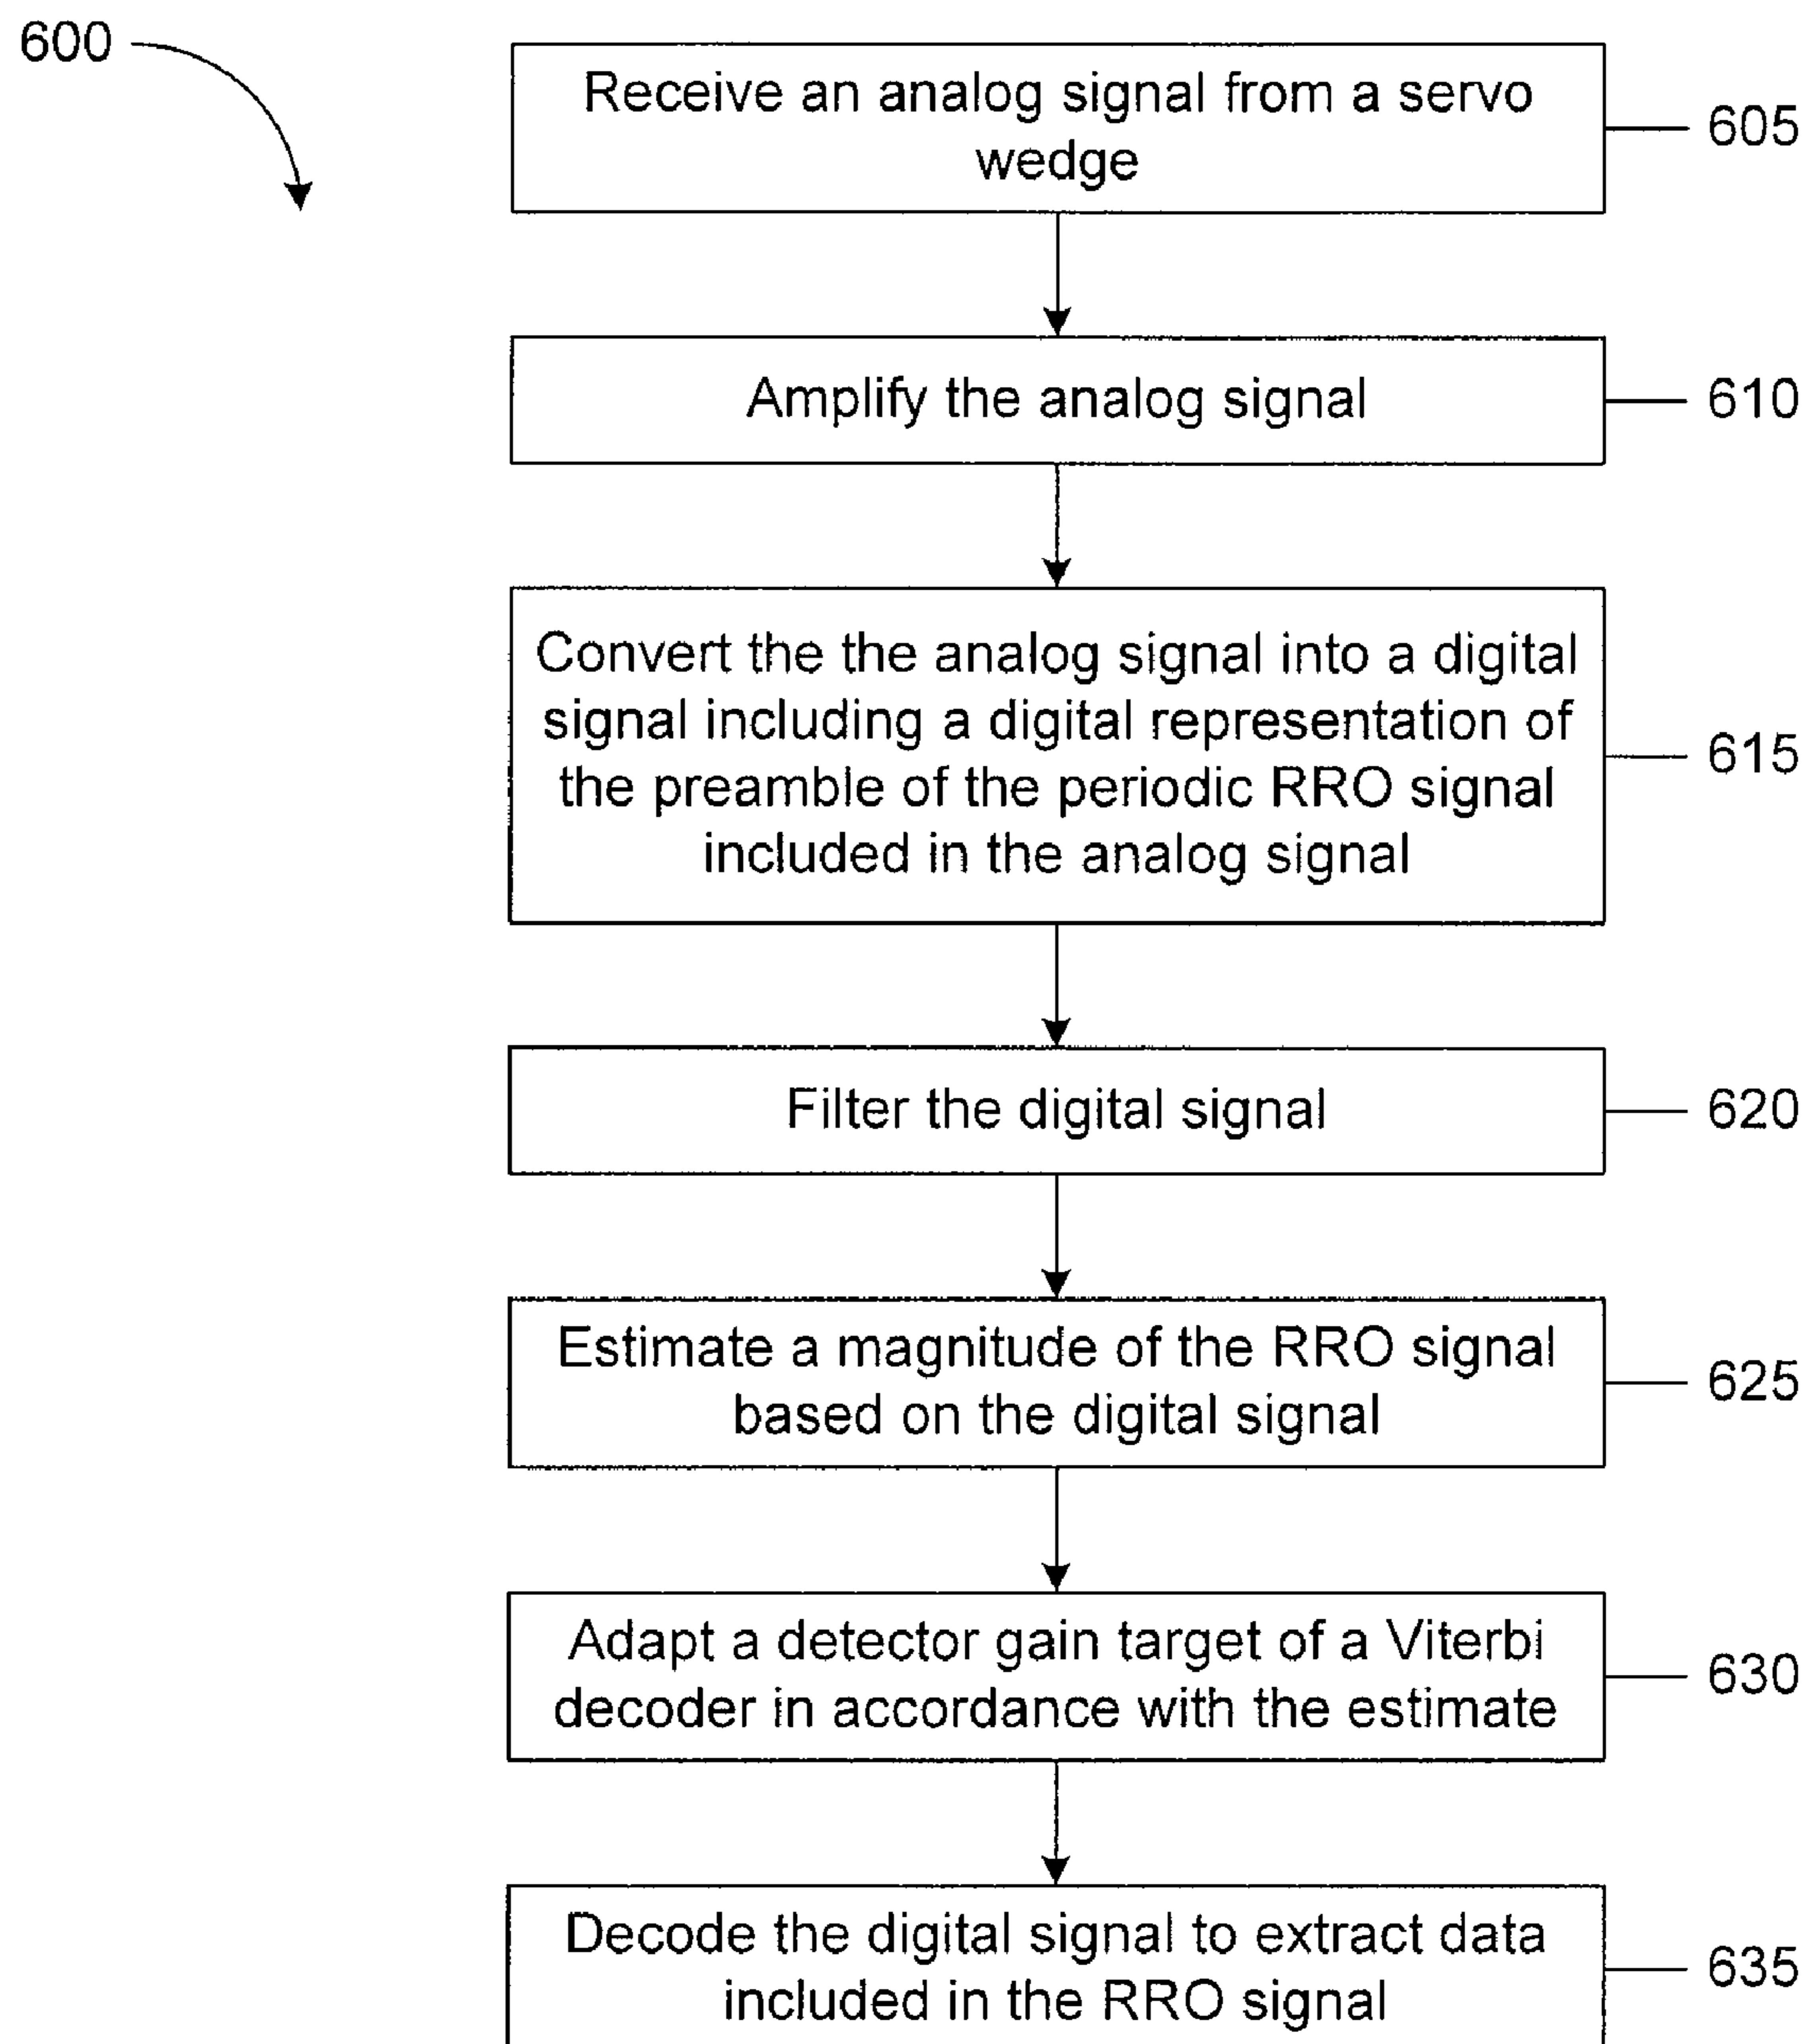 600
Receive an analog signal from a servo
wedge
605
Amplify the analog signal
610
Convert the the analog signal into a digital
signal including a digital representation of
the preamble of the periodic RRO signal
included in the analog signal
615
Filter the digital signal
620
Estimate a magnitude of the RRO signal
based on the digital signal
625
Adapt a detector gain target of a Viterbi
decoder in accordance with the estimate
630
Decode the digital signal to extract data
included in the RRO signal
635